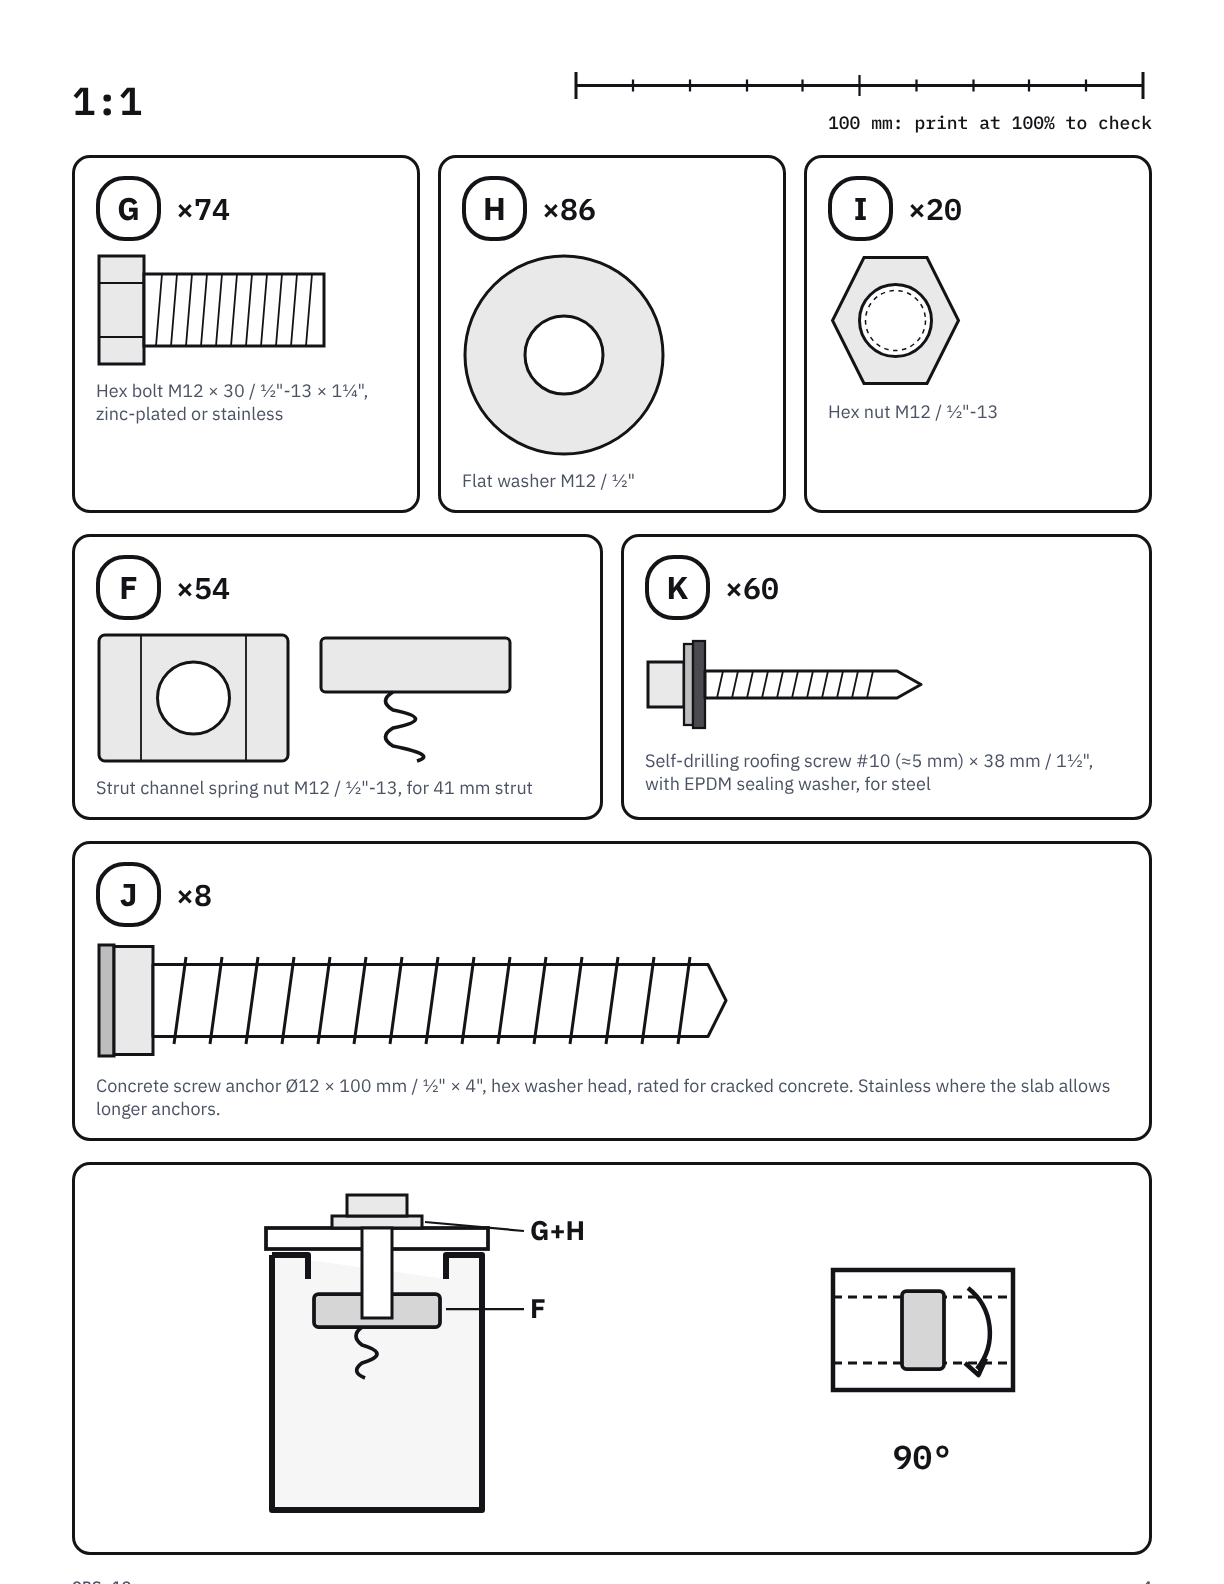 1:1
100 mm: print at 100% to check
G ×74
Hex bolt M12 × 30 / ½"-13 × 1¼",
zinc-plated or stainless
H ×86
Flat washer M12 / ½"
I ×20
Hex nut M12 / ½"-13
F ×54
Strut channel spring nut M12 / ½"-13, for 41 mm strut
K ×60
Self-drilling roofing screw #10 (≈5 mm) × 38 mm / 1½",
with EPDM sealing washer, for steel
J ×8
Concrete screw anchor Ø12 × 100 mm / ½" × 4", hex washer head, rated for cracked concrete. Stainless where the slab allows
longer anchors.
G+H
F
90°